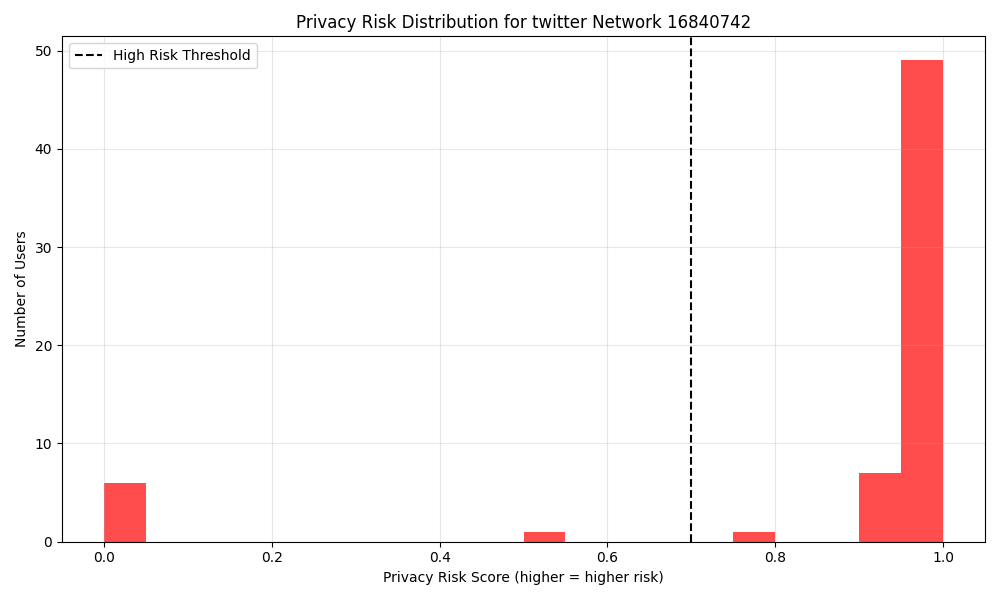 Privacy Risk Distribution for twitter Network 16840742
High Risk Threshold
50
40
30
20
10
0
Number of Users
0.0 0.2 0.4 0.6 0.8 1.0
Privacy Risk Score (higher = higher risk)